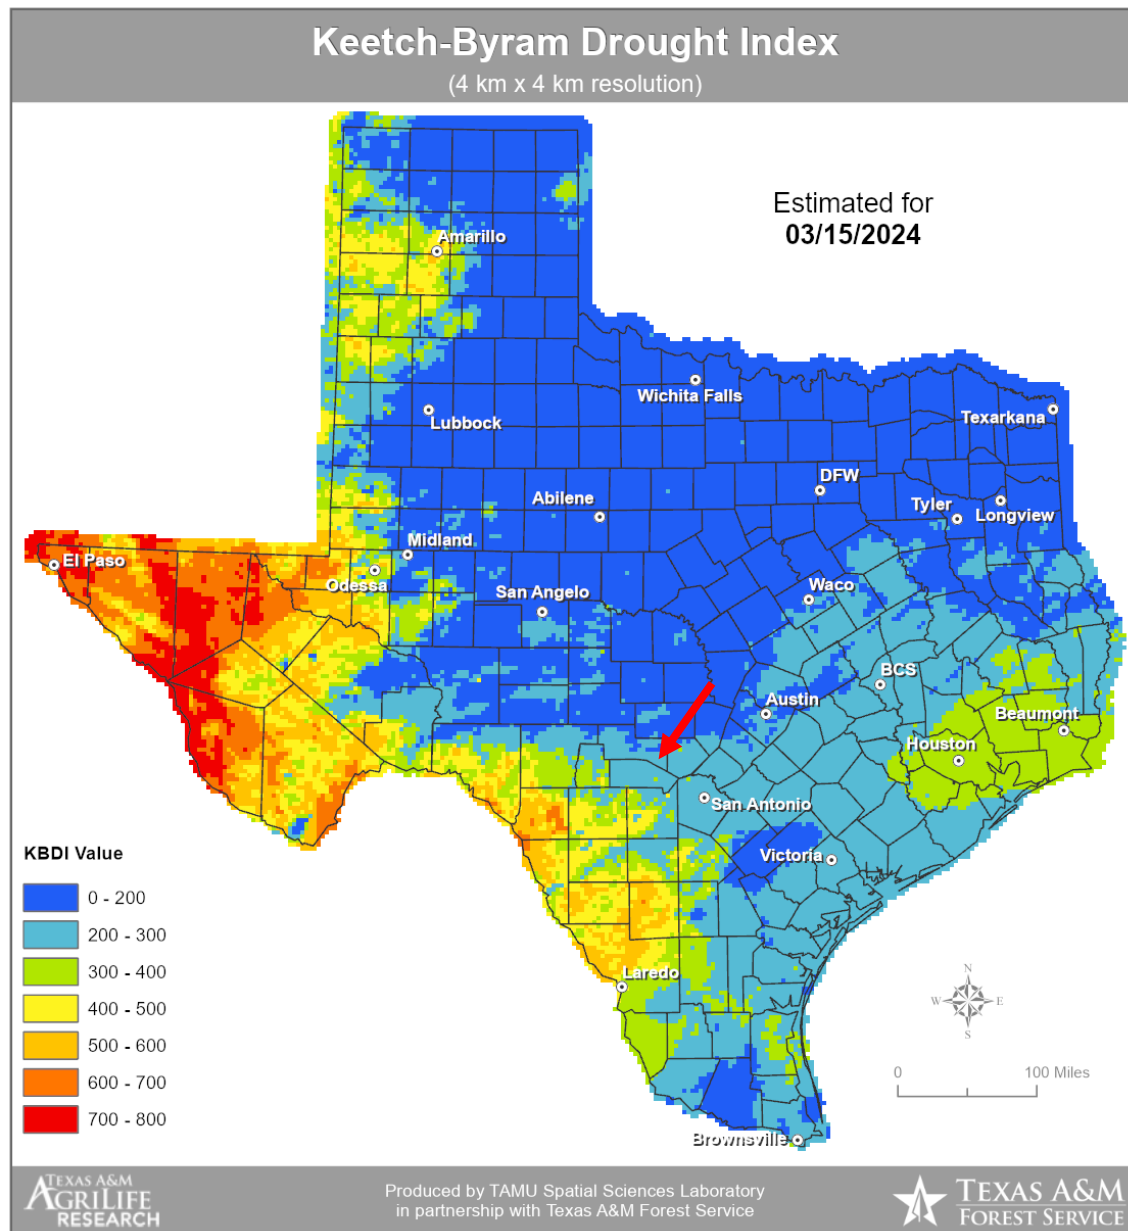 Keetch-Byram Drought Index
(4 km x 4 km resolution)
Estimated for
03/15/2024
Amarillo
Wichita Falls
Lubbock
Texarkana
DFW
Abilene
Tyler
Longview
Midland
El Paso
Odessa
San Angelo
Waco
BCS
Austin
Beaumont
Houston
San Antonio
Victoria
Laredo
Brownsville
KBDI Value
0 - 200
200 - 300
300 - 400
400 - 500
500 - 600
600 - 700
700 - 800
N
W E
S
0 100 Miles
TEXAS A&M
AGRILIFE
RESEARCH
Produced by TAMU Spatial Sciences Laboratory
in partnership with Texas A&M Forest Service
TEXAS A&M
FOREST SERVICE